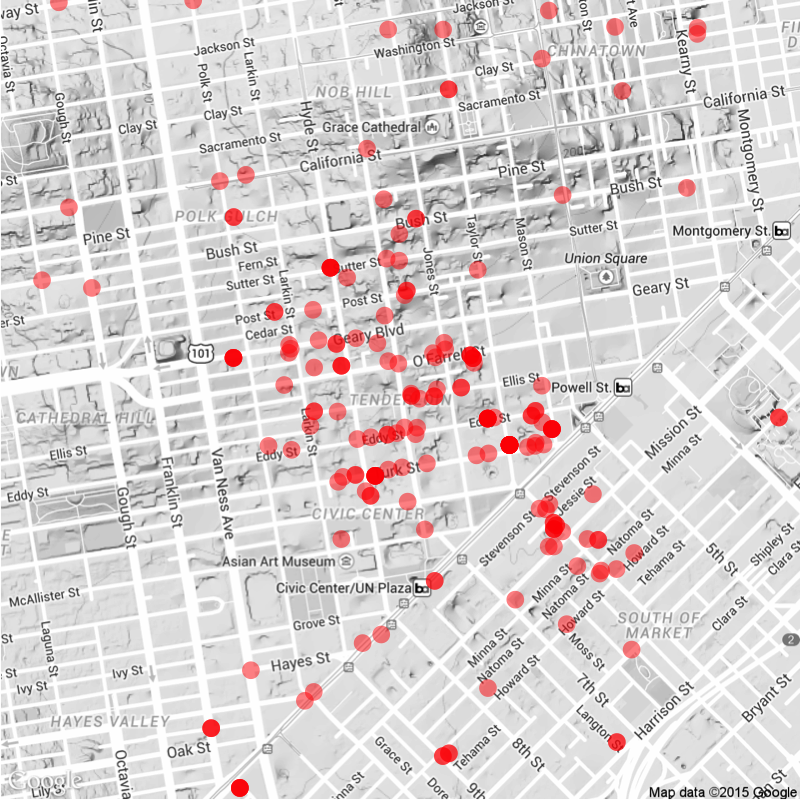 Jackson St
Jackson St
Washington St
CHINATOWN
Kearny St
Octavia St
Polk St
Larkin St
Clay St
NOB HILL
Sacramento St
California St
Gough St
Clay St
Clay St
Hyde St
Grace Cathedral
Montgomery St
Sacramento St
California St
Pine St
200
Bush St
POLK GULCH
Bush St
Pine St
Taylor St
Mason St
Sutter St
Montgomery St.
Bush St
Jones St
Union Square
Fern St
Sutter St
Sutter St
Larkin St
Post St
Geary St
Post St
Cedar St
Geary Blvd
101
O'Farrell St
Ellis St
Powell St.
TENDERLOIN
CATHEDRAL HILL
Larkin St
Eddy St
Mission St
Ellis St
Eddy St
Eddy St
Minna St
Turk St
Stevenson St
Eddy St
Franklin St
Van Ness Ave
Gough St
Jessie St
CIVIC CENTER
Stevenson St
Natoma St
Howard St
Tehama St
5th St
Shipley St
Clara St
Asian Art Museum
Civic Center/UN Plaza
Minna St
Natoma St
Howard St
McAllister St
Grove St
Clara St
SOUTH OF
MARKET
Laguna St
Moss St
2
Minna St
Natoma St
Howard St
Hayes St
Ivy St
Ivy St
7th St
Harrison St
Bryant St
HAYES VALLEY
Langton St
Oak St
Grace St
Tehama St
8th St
Octavia
Lily St
Minna St
Dore
9th
Google
Map data ©2015 Google